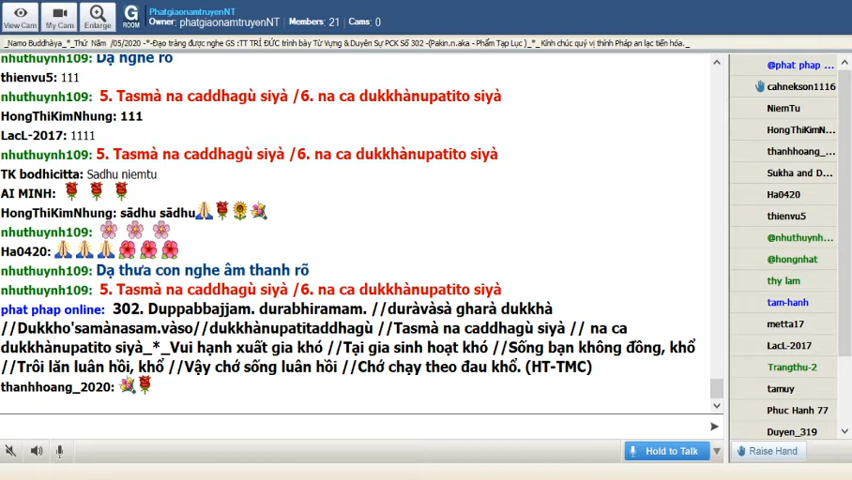 View Cam
My Cam
Enlarge
G
ROOM
PhatgiaonamtruyenNT
Owner: phatgiaonamtruyenNT Members: 21 Cams: 0
_Namo Buddhàya_*_Thứ Năm /05/2020 -*-Đạo tràng được nghe GS :TT TRÍ ĐỨC trình bày Từ Vựng & Duyên Sự PCK Số 302 -(Pakin.n.aka - Phẩm Tạp Lục )_*_ Kính chúc quý vị thính Pháp an lạc tiến hóa._
nhuthuynh109: Dạ nghe rõ
thienvu5: 111
nhuthuynh109: 5. Tasmà na caddhagù siyà /6. na ca dukkhànupatito siyà
HongThiKimNhung: 111
LacL-2017: 1111
nhuthuynh109: 5. Tasmà na caddhagù siyà /6. na ca dukkhànupatito siyà
TK bodhicitta: Sadhu niemtu
AI MINH:
HongThiKimNhung: sādhu sādhu
nhuthuynh109:
Ha0420:
nhuthuynh109: Dạ thưa con nghe âm thanh rõ
nhuthuynh109: 5. Tasmà na caddhagù siyà /6. na ca dukkhànupatito siyà
phat phap online: 302. Duppabbajjam. durabhiramam. //duràvàsà gharà dukkhà
//Dukkho'samànasam.vàso//dukkhànupatitaddhagù //Tasmà na caddhagù siyà // na ca
dukkhànupatito siyà_*_Vui hạnh xuất gia khó //Tại gia sinh hoạt khó //Sống bạn không đồng, khổ
//Trôi lăn luân hồi, khổ //Vậy chớ sống luân hồi //Chớ chạy theo đau khổ. (HT-TMC)
thanhhoang_2020:
@phat phap ...
cahnekson1116
NiemTu
HongThiKimN...
thanhhoang_...
Sukha and D...
Ha0420
thienvu5
@nhuthuynh...
@hongnhat
thy lam
tam-hanh
metta17
LacL-2017
Trangthu-2
tamuy
Phuc Hanh 77
Duyen_319
Hold to Talk
Raise Hand